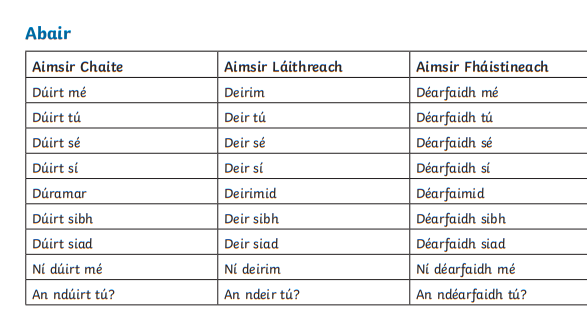 Abair
Aimsir Chaite Aimsir Láithreach Aimsir Fháistineach
Dúirt mé Deirim Déarfaidh mé
Dúirt tú Deir tú Déarfaidh tú
Dúirt sé Deir sé Déarfaidh sé
Dúirt sí Deir sí Déarfaidh sí
Dúramar Deirimid Déarfaimid
Dúirt sibh Deir sibh Déarfaidh sibh
Dúirt siad Deir siad Déarfaidh siad
Ní dúirt mé Ní deirim Ní déarfaidh mé
An ndúirt tú? An ndeir tú? An ndéarfaidh tú?